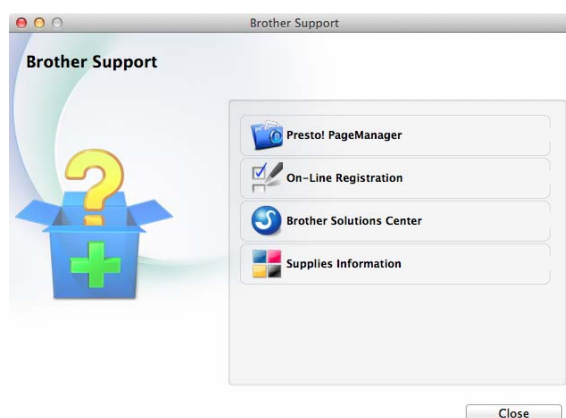 Brother Support
Brother Support
Presto! PageManager
On-Line Registration
Brother Solutions Center
Supplies Information
Close